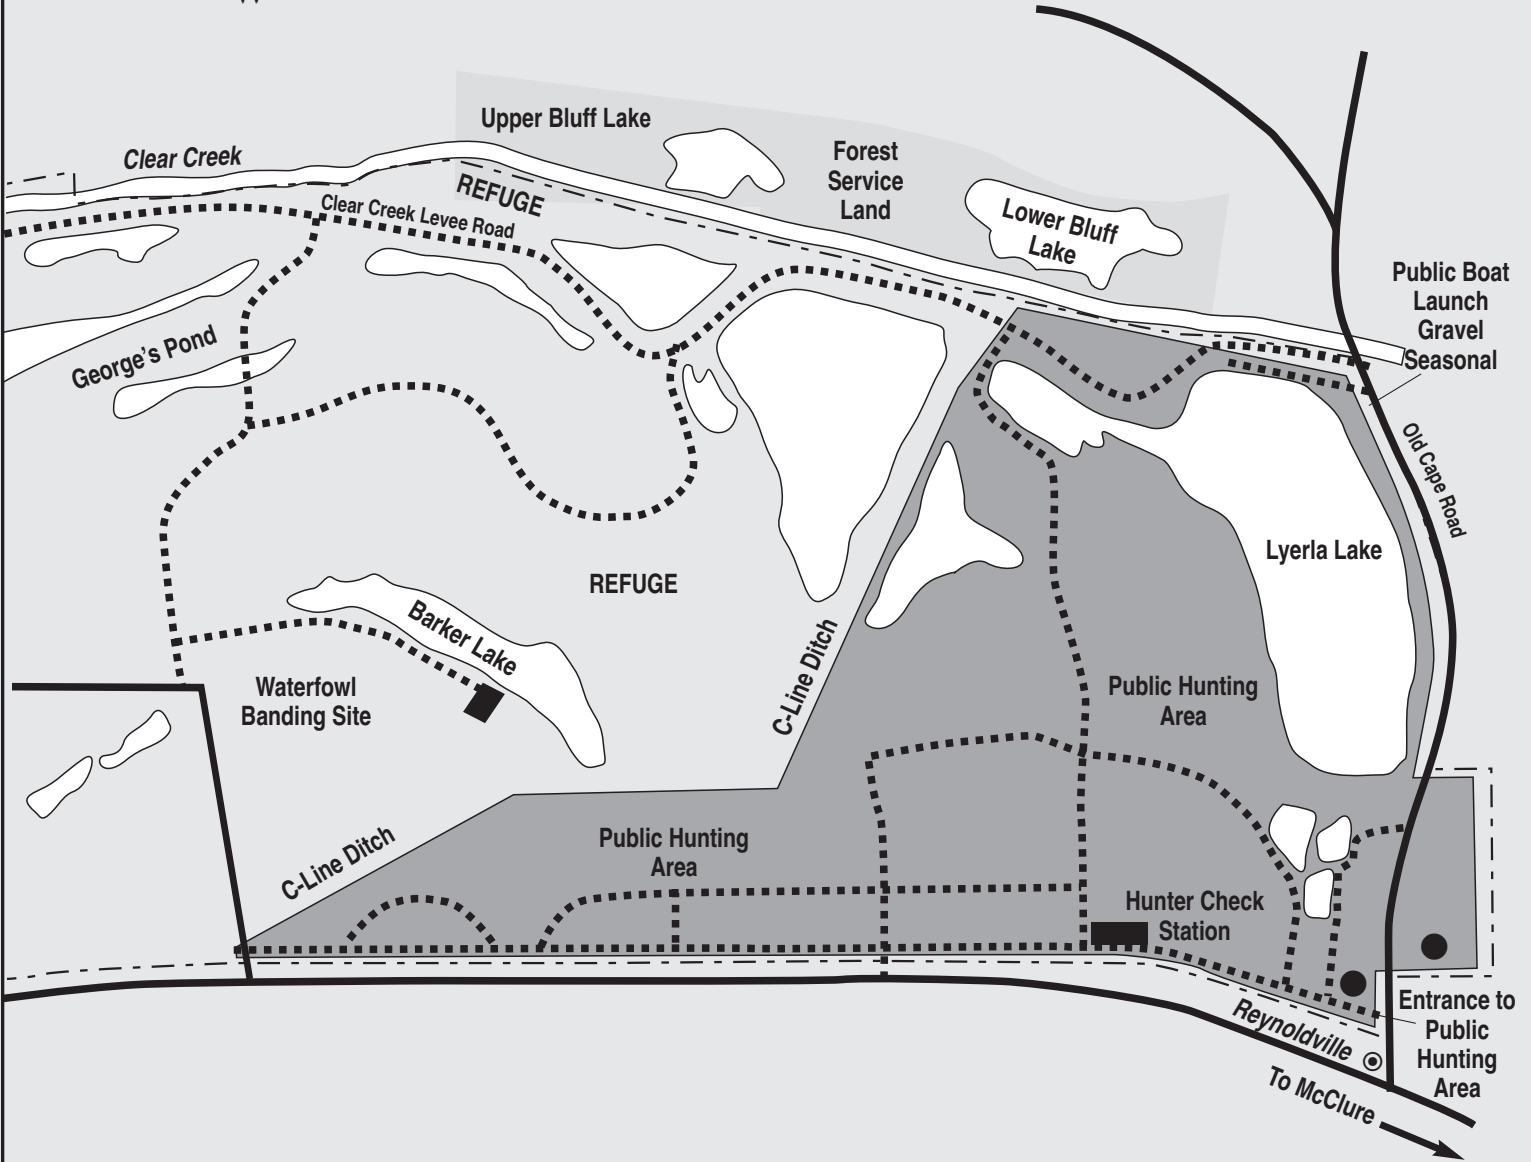 Upper Bluff Lake
Clear Creek
Forest
Service
Land
REFUGE
Clear Creek Levee Road
Lower Bluff
Lake
Public Boat
Launch
Gravel
Seasonal
George's Pond
Old Cape Road
Lyerla Lake
REFUGE
Barker Lake
C-Line Ditch
Waterfowl
Banding Site
Public Hunting
Area
C-Line Ditch
Public Hunting
Area
Hunter Check
Station
Entrance to
Public
Hunting
Area
Reynoldville
To McClure